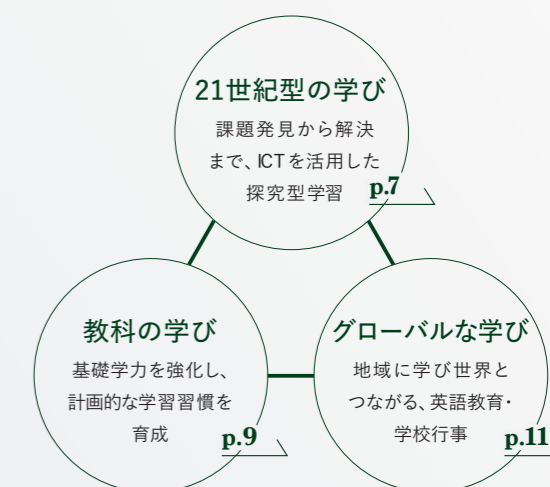 21世紀型の学び
課題発見から解決
まで、ICTを活用した
探究型学習
p.7
教科の学び
基礎学力を強化し、
計画的な学習習慣を
育成
p.9
グローバルな学び
地域に学び世界と
つながる、英語教育・
学校行事
p.11